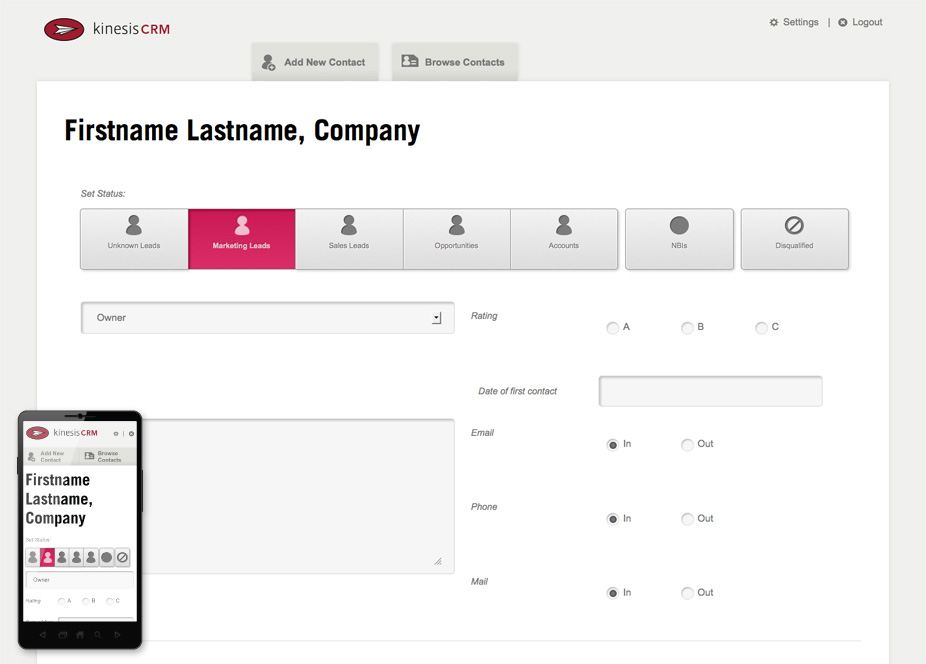 kinesisCRM
Settings | Logout
Add New Contact
Browse Contacts
Firstname Lastname, Company
Set Status:
Unknown Leads
Marketing Leads
Sales Leads
Opportunities
Accounts
NBIs
Disqualified
Owner
Rating
A
B
C
Date of first contact
Email
In
Out
Phone
In
Out
Mail
In
Out
kinesisCRM
|
Add New
Contact
Browse
Contacts
Firstname
Lastname,
Company
Set Status:
Owner
Rating
A
B
C